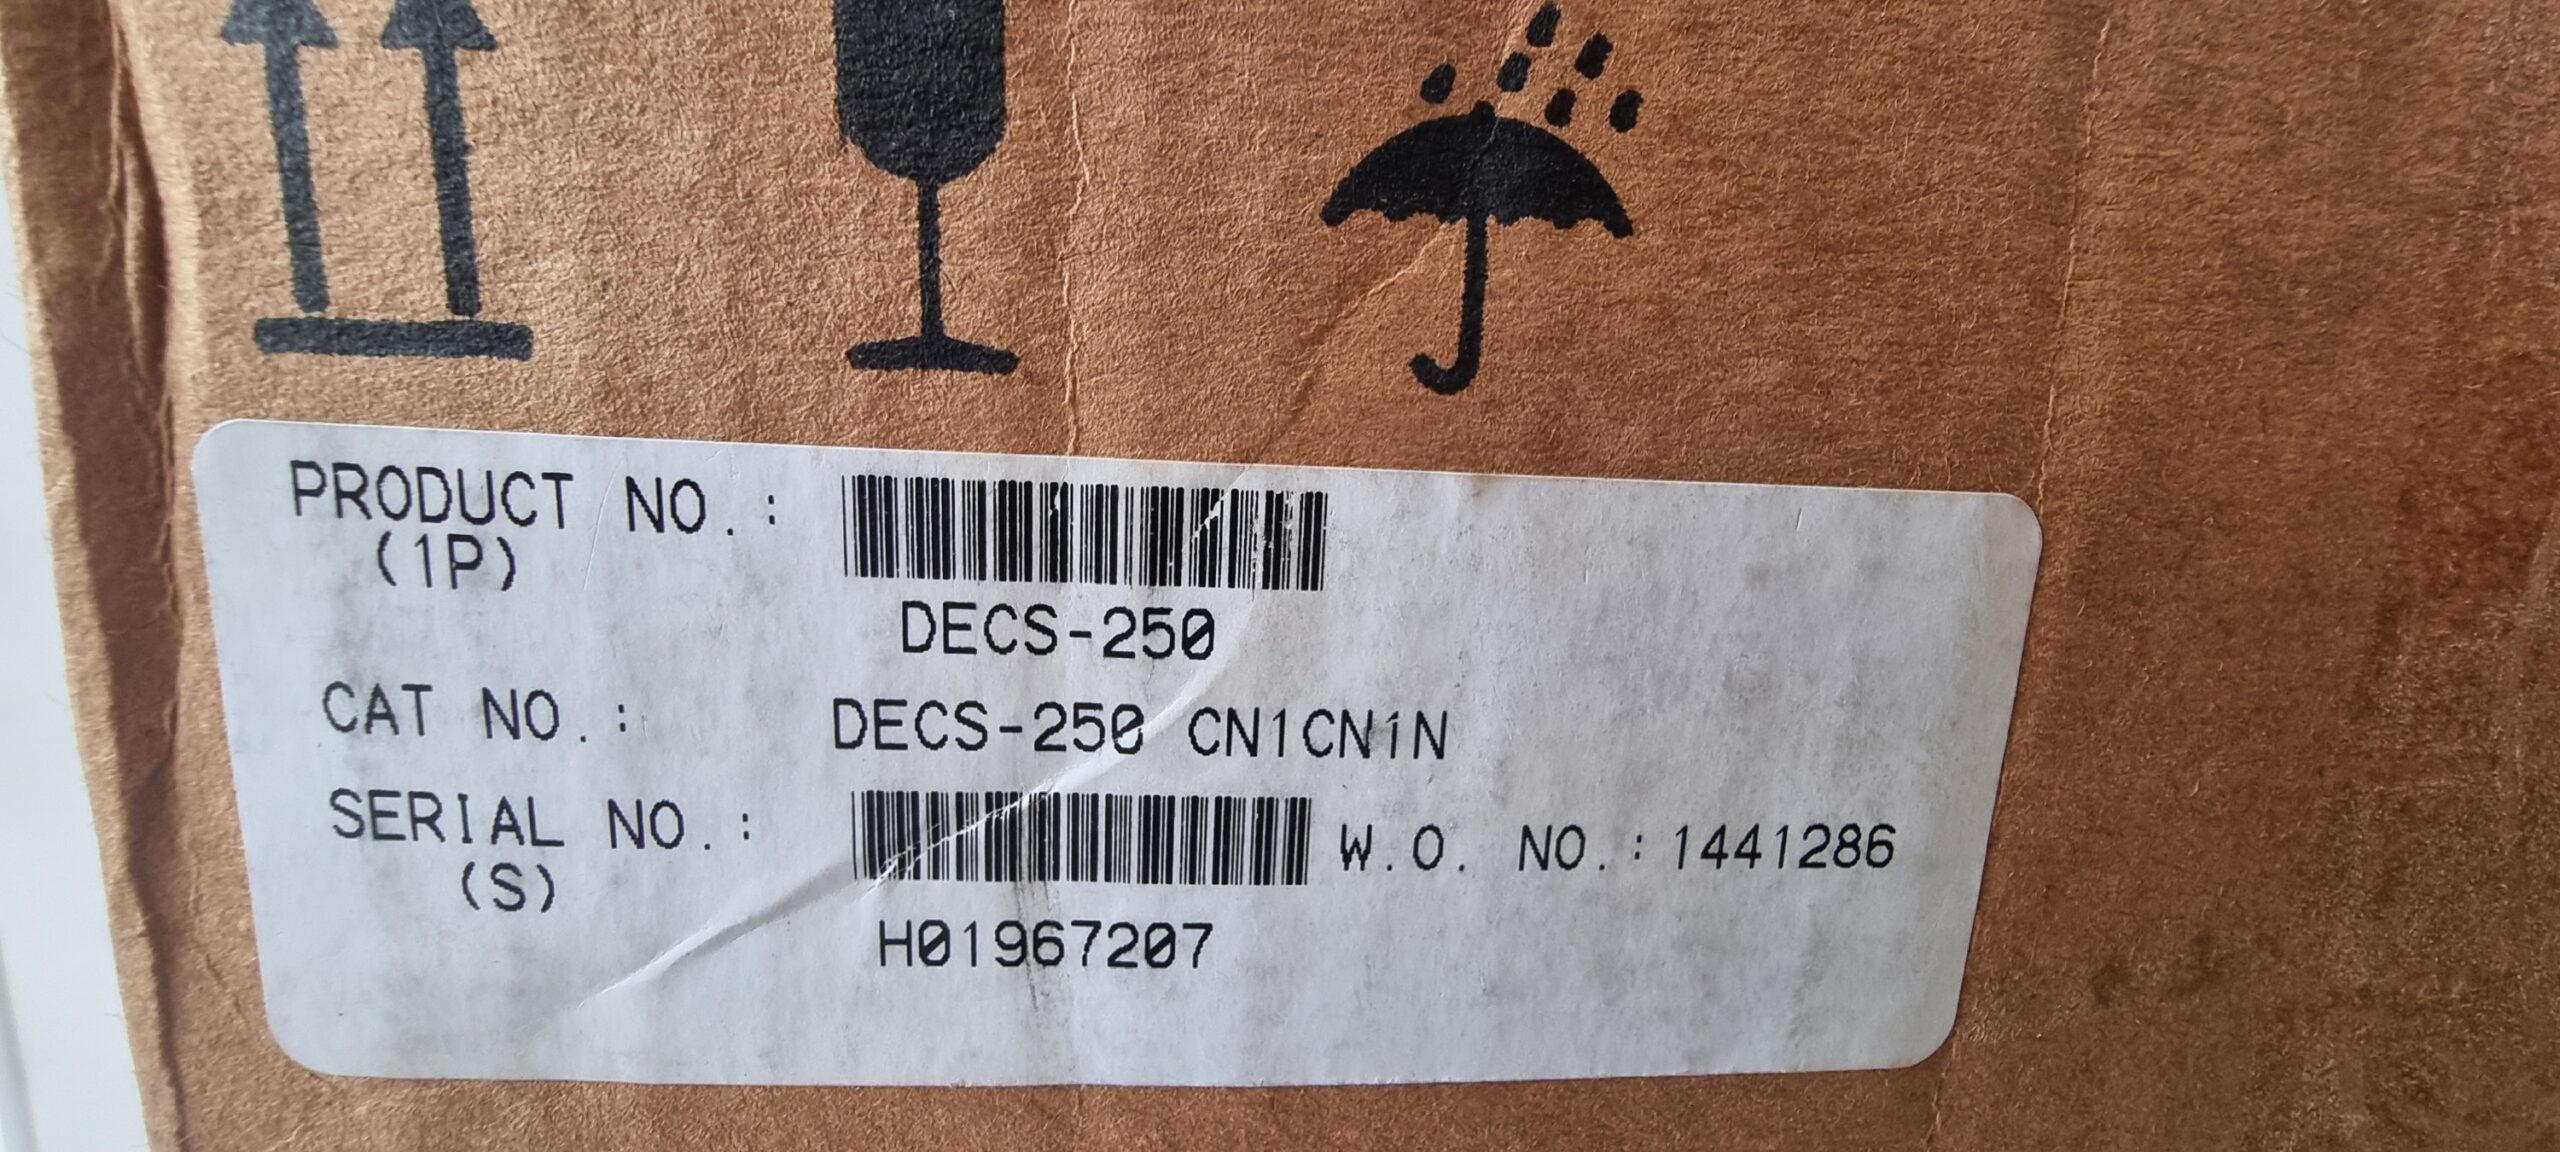 PRODUCT NO.:
(1P)
DECS-250
CAT NO.: DECS-250 CN1CN1N
SERIAL NO.: W.O. NO.:1441286
(S)
H01967207